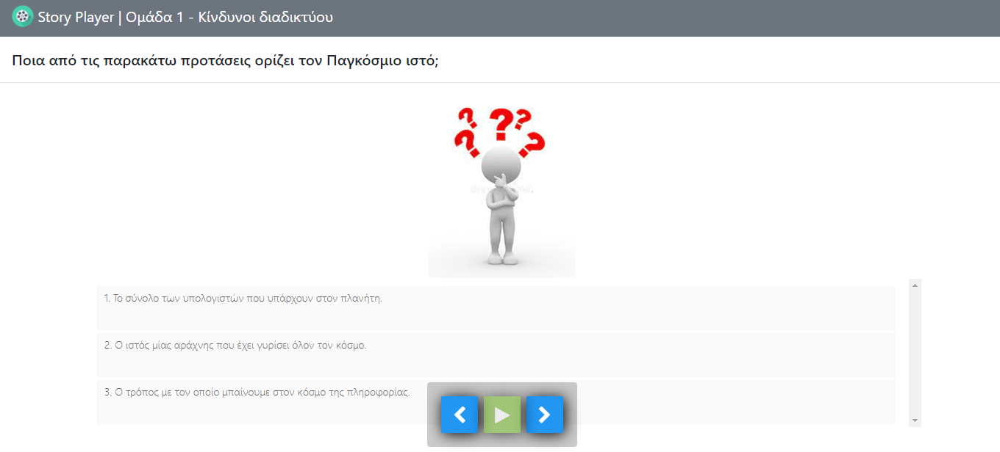 Story Player | Ομάδα 1 - Κίνδυνοι διαδικτύου
Ποια από τις παρακάτω προτάσεις ορίζει τον Παγκόσμιο ιστό;
1. Το σύνολο των υπολογιστών που υπάρχουν στον πλανήτη.
2. Ο ιστός μίας αράχνης που έχει γυρίσει όλον τον κόσμο.
3. Ο τρόπος με τον οποίο μπαίνουμε στον κόσμο της πληροφορίας.